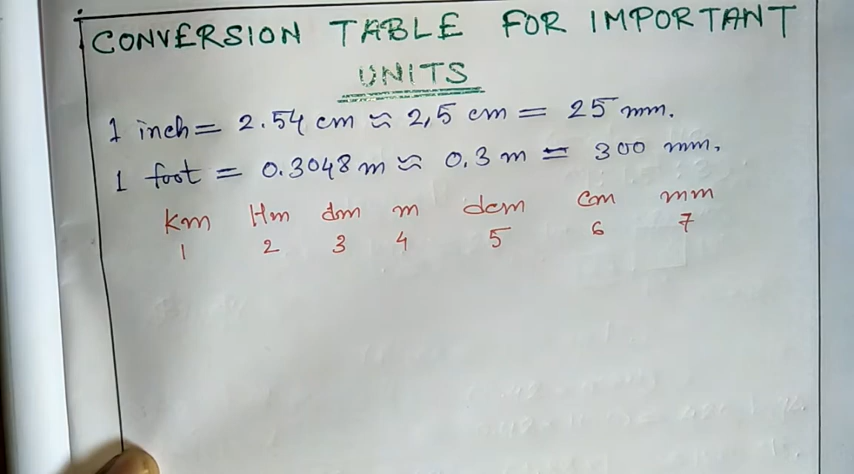 CONVERSION TABLE FOR IMPORTANT
UNITS
1 inch = 2.54 cm ≈ 2,5 cm = 25 mm.
1 foot = 0.3048 m ≈ 0.3 m = 300 mm.
Km Hm dm m dcm cm mm
1 2 3 4 5 6 7